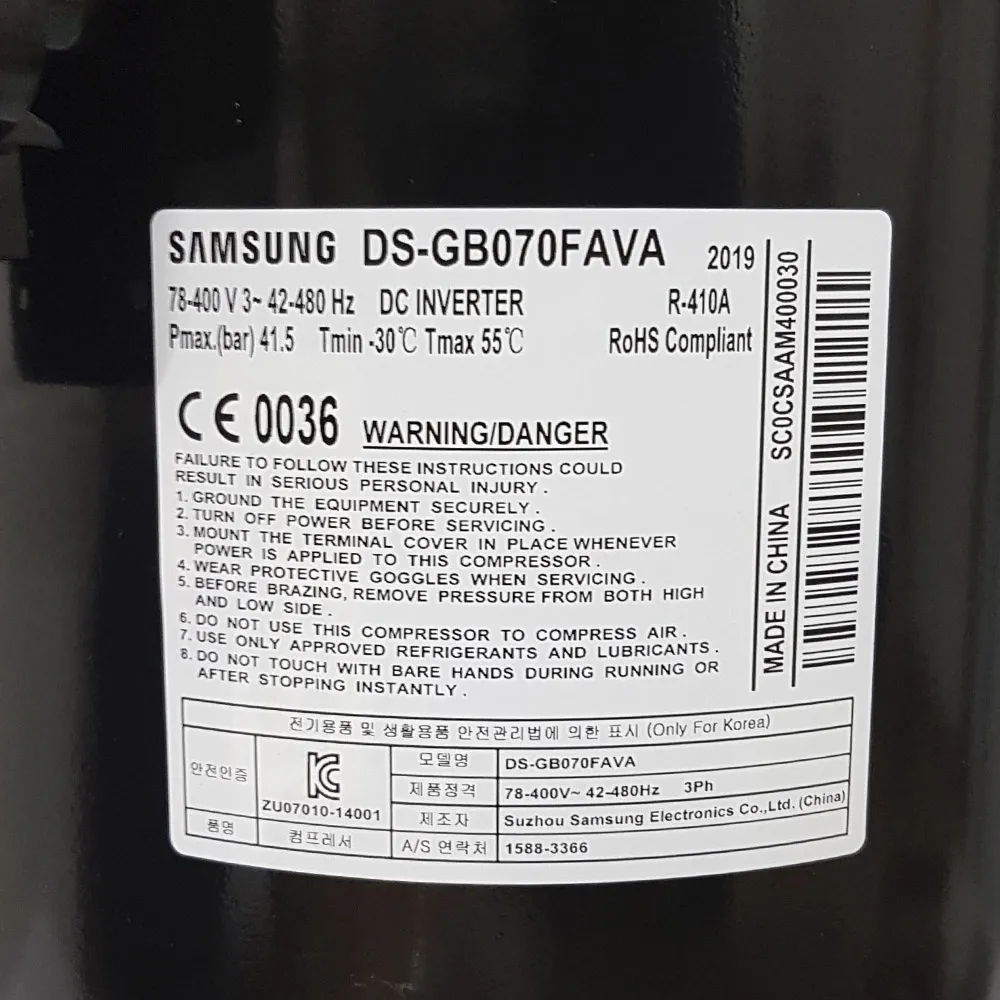 SAMSUNG DS-GB070FAVA 2019
78-400 V 3~ 42-480 Hz DC INVERTER R-410A
Pmax.(bar) 41.5 Tmin -30℃ Tmax 55℃ RoHS Compliant
CE 0036 WARNING/DANGER
FAILURE TO FOLLOW THESE INSTRUCTIONS COULD
RESULT IN SERIOUS PERSONAL INJURY.
1. GROUND THE EQUIPMENT SECURELY.
2. TURN OFF POWER BEFORE SERVICING.
3. MOUNT THE TERMINAL COVER IN PLACE WHENEVER
POWER IS APPLIED TO THIS COMPRESSOR.
4. WEAR PROTECTIVE GOGGLES WHEN SERVICING.
5. BEFORE BRAZING, REMOVE PRESSURE FROM BOTH HIGH
AND LOW SIDE.
6. DO NOT USE THIS COMPRESSOR TO COMPRESS AIR.
7. USE ONLY APPROVED REFRIGERANTS AND LUBRICANTS.
8. DO NOT TOUCH WITH BARE HANDS DURING RUNNING OR
AFTER STOPPING INSTANTLY.
MADE IN CHINA SC0CSAAM400030
전기용품 및 생활용품 안전관리법에 의한 표시 (Only For Korea)
안전인증
ZU07010-14001
모델명 DS-GB070FAVA
제품정격 78-400V~ 42-480Hz 3Ph
제조자 Suzhou Samsung Electronics Co.,Ltd. (China)
품명 컴프레서 A/S 연락처 1588-3366